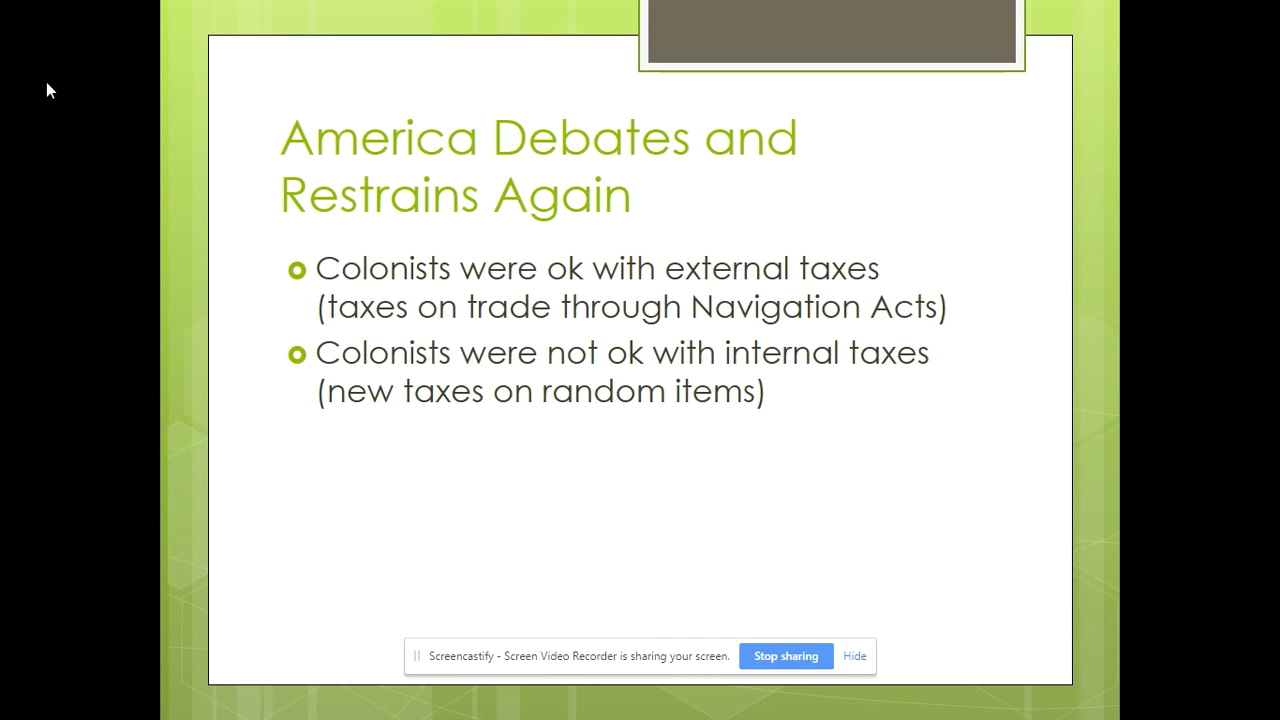 America Debates and
Restrains Again
Colonists were ok with external taxes
(taxes on trade through Navigation Acts)
Colonists were not ok with internal taxes
(new taxes on random items)
Screencastify - Screen Video Recorder is sharing your screen. Stop sharing Hide